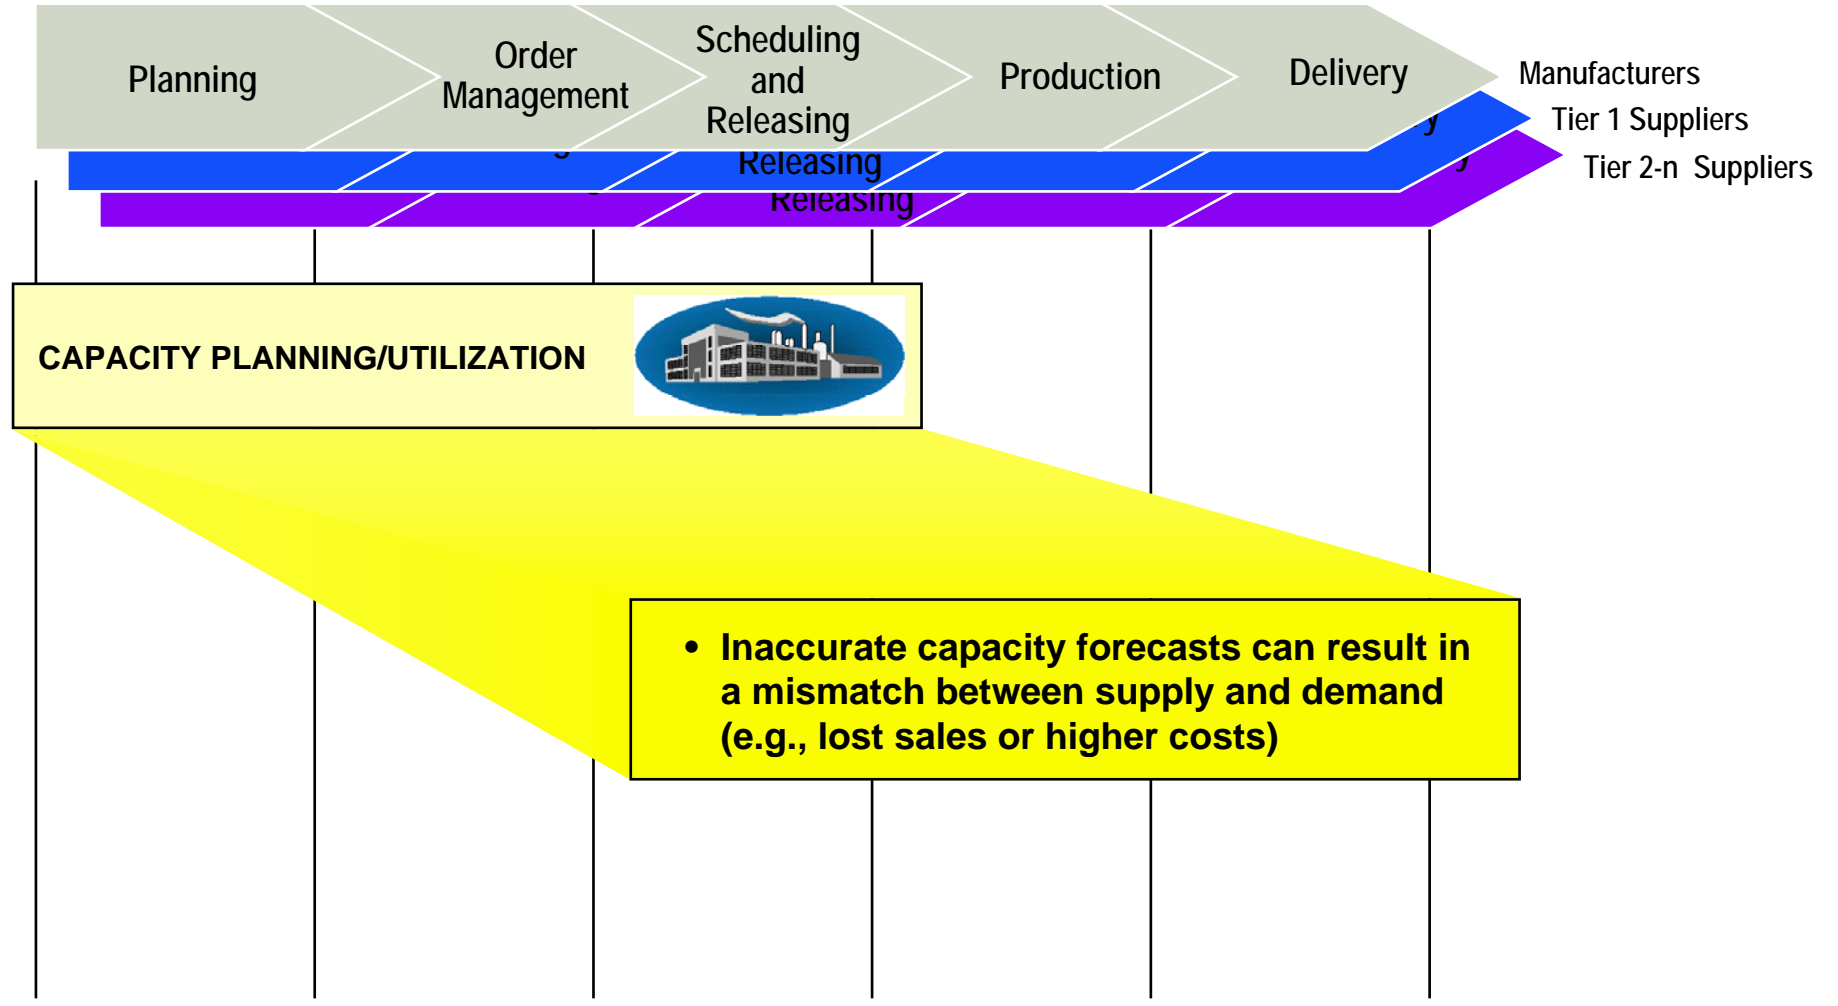 Planning
Order
Management
Scheduling
and
Releasing
Production
Delivery
Manufacturers
Tier 1 Suppliers
Tier 2-n Suppliers
Releasing
Releasing
CAPACITY PLANNING/UTILIZATION
• Inaccurate capacity forecasts can result in
a mismatch between supply and demand
(e.g., lost sales or higher costs)